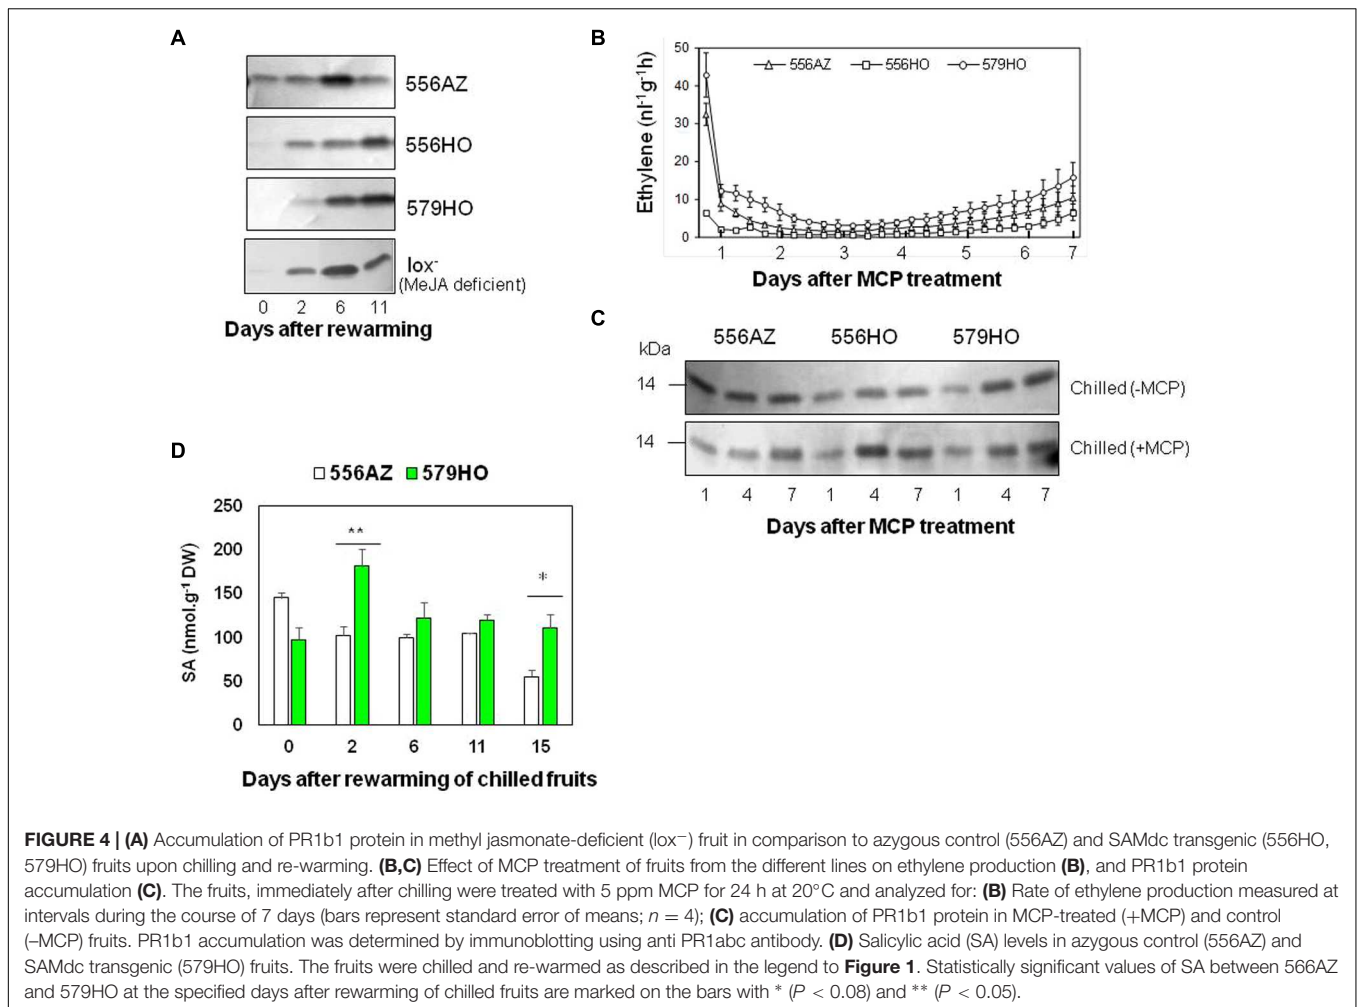 A
556AZ
556HO
579HO
lox-
(MeJA deficient)
0 2 6 11
Days after rewarming
B
50
40
30
20
10
0
Ethylene (nl-1g-1h)
556AZ 556HO 579HO
1 2 3 4 5 6 7
Days after MCP treatment
C
556AZ 556HO 579HO
kDa
14
Chilled (-MCP)
14
Chilled (+MCP)
1 4 7 1 4 7 1 4 7
Days after MCP treatment
D
556AZ 579HO
250
200
150
100
50
0
SA (nmol.g-1 DW)
**
*
0 2 6 11 15
Days after rewarming of chilled fruits
FIGURE 4 | (A) Accumulation of PR1b1 protein in methyl jasmonate-deficient (lox−) fruit in comparison to azygous control (556AZ) and SAMdc transgenic (556HO,
579HO) fruits upon chilling and re-warming. (B,C) Effect of MCP treatment of fruits from the different lines on ethylene production (B), and PR1b1 protein
accumulation (C). The fruits, immediately after chilling were treated with 5 ppm MCP for 24 h at 20°C and analyzed for: (B) Rate of ethylene production measured at
intervals during the course of 7 days (bars represent standard error of means; n = 4); (C) accumulation of PR1b1 protein in MCP-treated (+MCP) and control
(–MCP) fruits. PR1b1 accumulation was determined by immunoblotting using anti PR1abc antibody. (D) Salicylic acid (SA) levels in azygous control (556AZ) and
SAMdc transgenic (579HO) fruits. The fruits were chilled and re-warmed as described in the legend to Figure 1. Statistically significant values of SA between 566AZ
and 579HO at the specified days after rewarming of chilled fruits are marked on the bars with * (P < 0.08) and ** (P < 0.05).